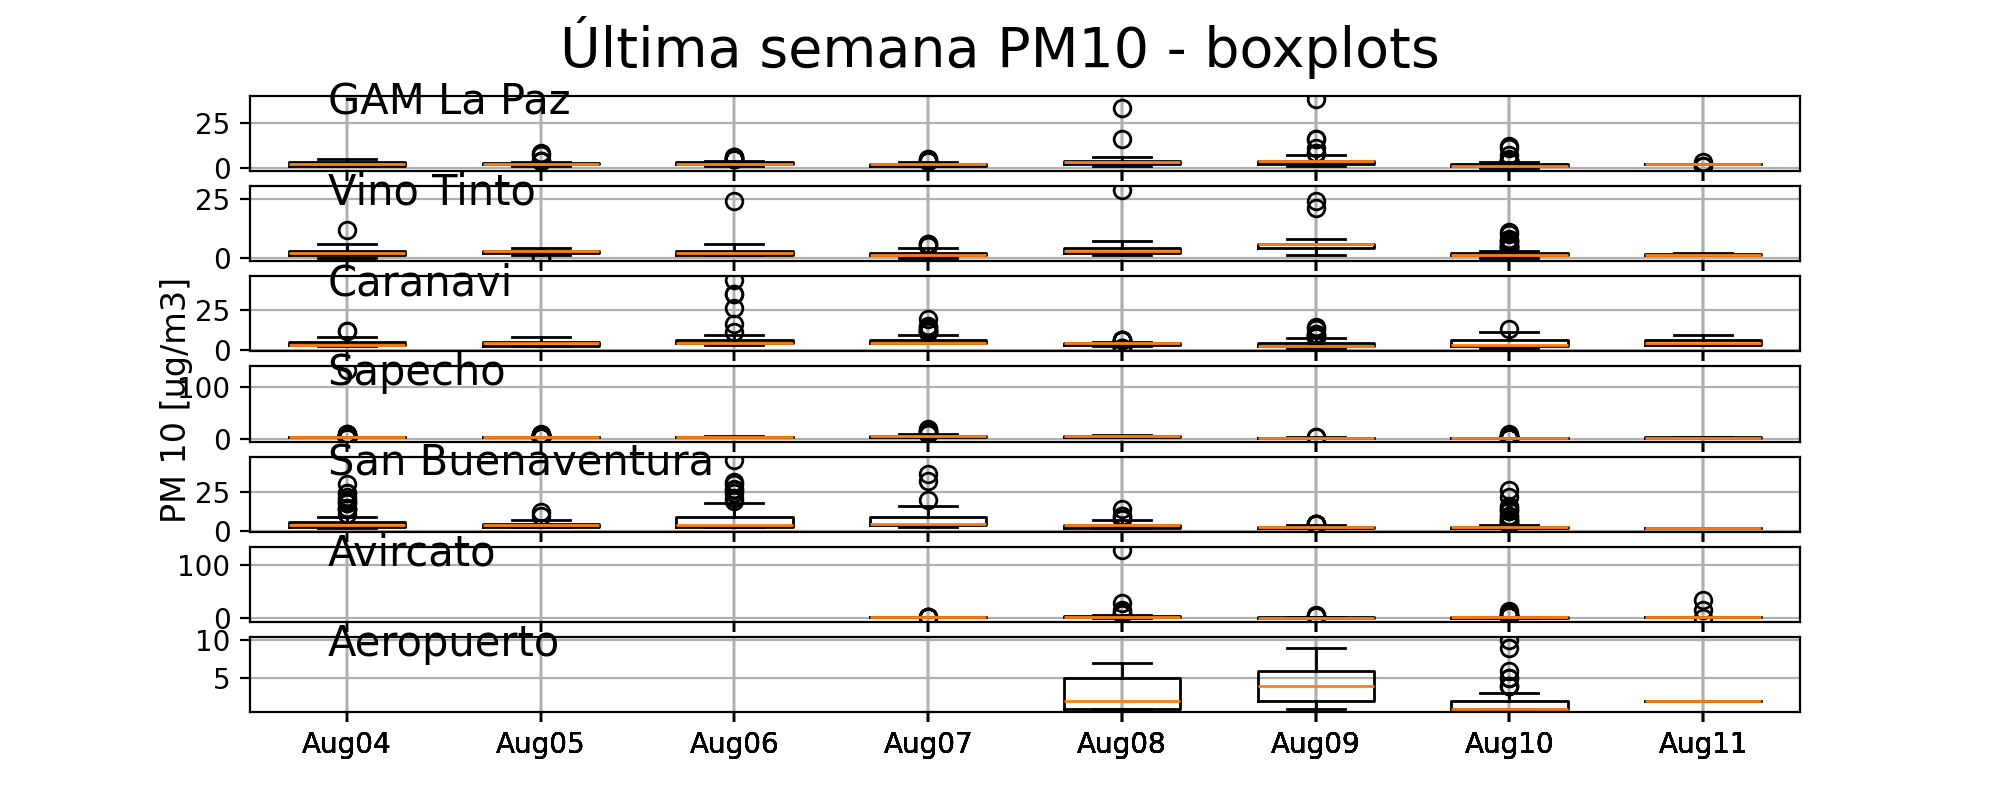 Última semana PM10 - boxplots
GAM La Paz
25
0
Vino Tinto
25
0
Caranavi
25
0
PM 10 [µg/m3]
Sapecho
100
0
San Buenaventura
25
0
Avircato
100
0
Aeropuerto
10
5
Aug04 Aug05 Aug06 Aug07 Aug08 Aug09 Aug10 Aug11